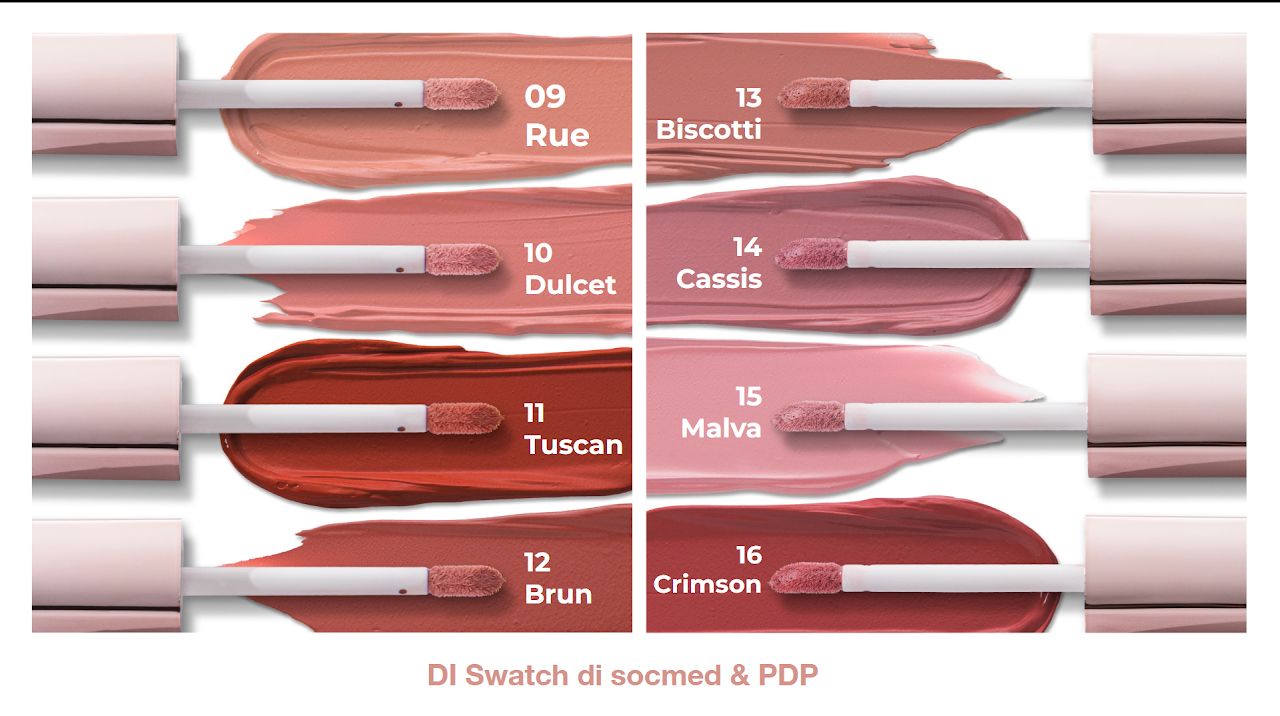 09
Rue
10
Dulcet
11
Tuscan
12
Brun
13
Biscotti
14
Cassis
15
Malva
16
Crimson
DI Swatch di socmed & PDP